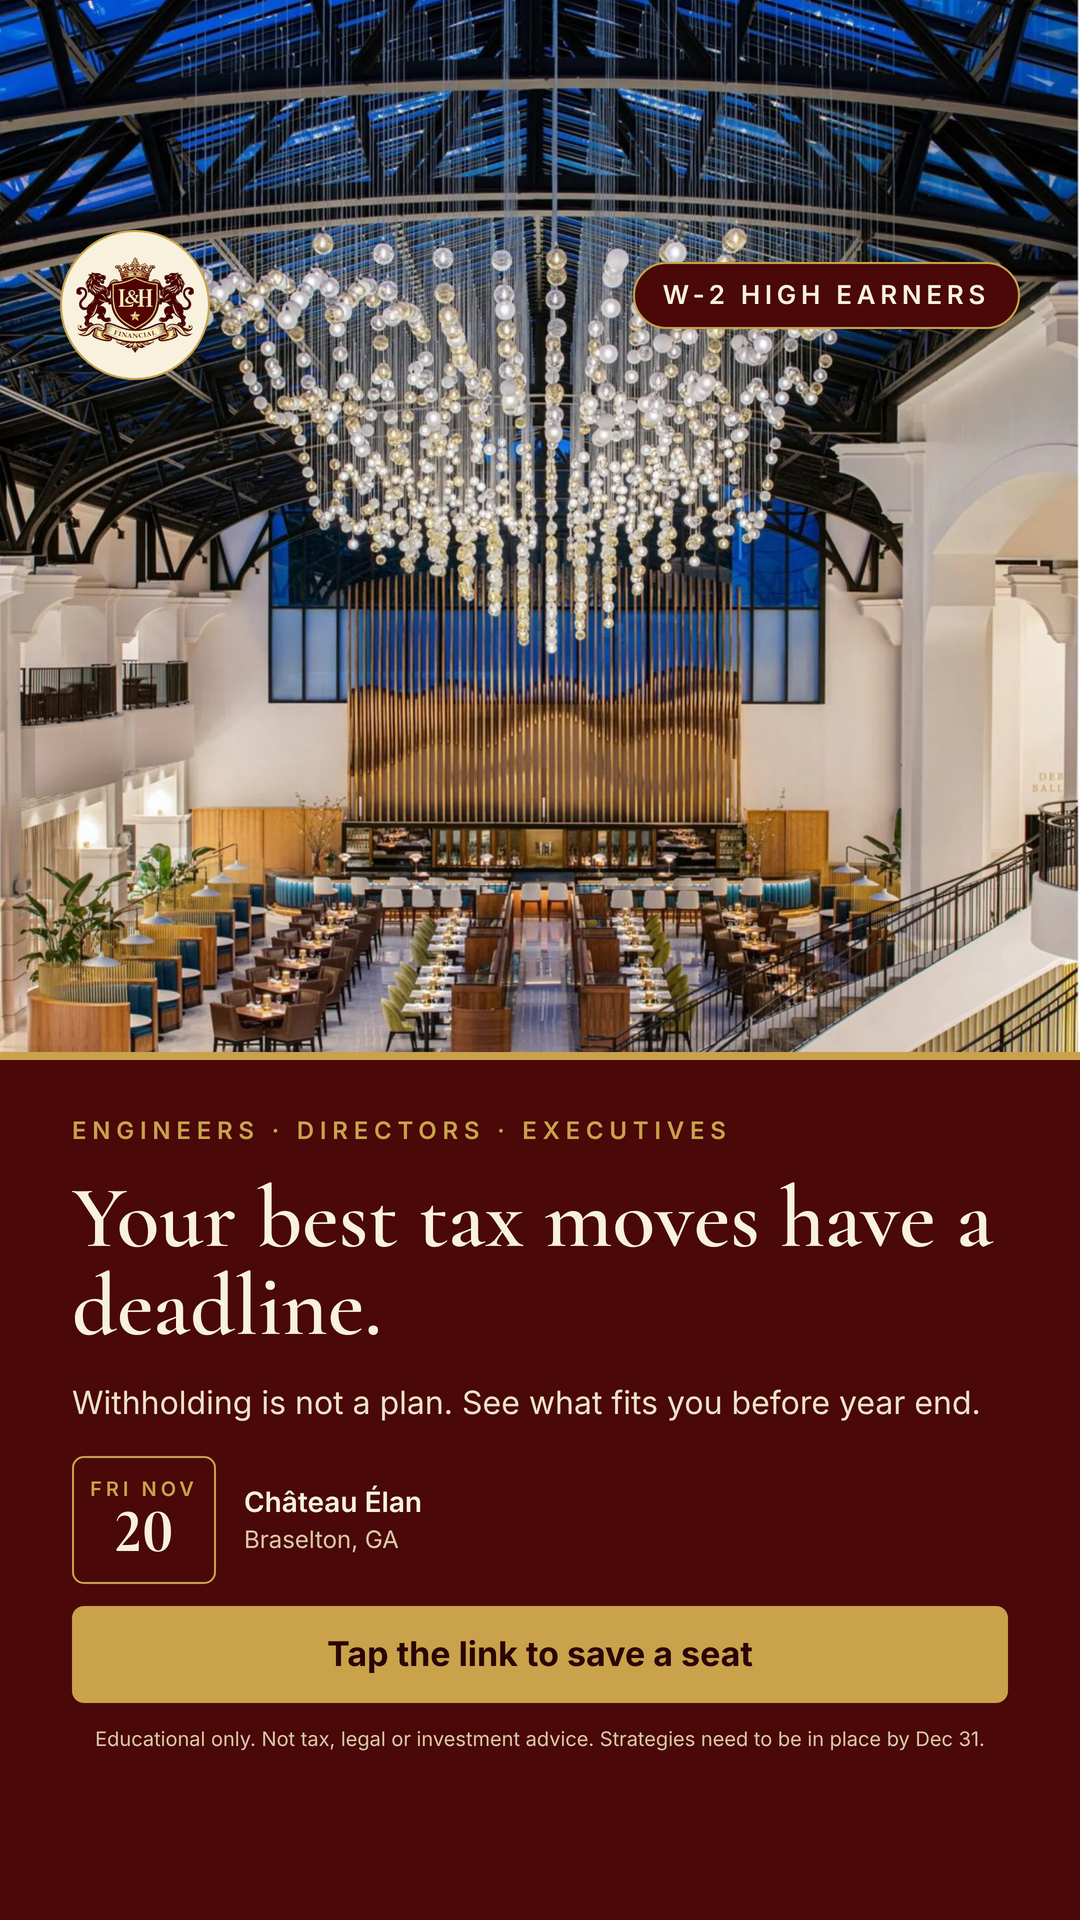 L&H
FINANCIAL
W-2 HIGH EARNERS
DEB
BALL
ENGINEERS · DIRECTORS · EXECUTIVES
Your best tax moves have a
deadline.
Withholding is not a plan. See what fits you before year end.
FRI NOV
20
Château Élan
Braselton, GA
Tap the link to save a seat
Educational only. Not tax, legal or investment advice. Strategies need to be in place by Dec 31.